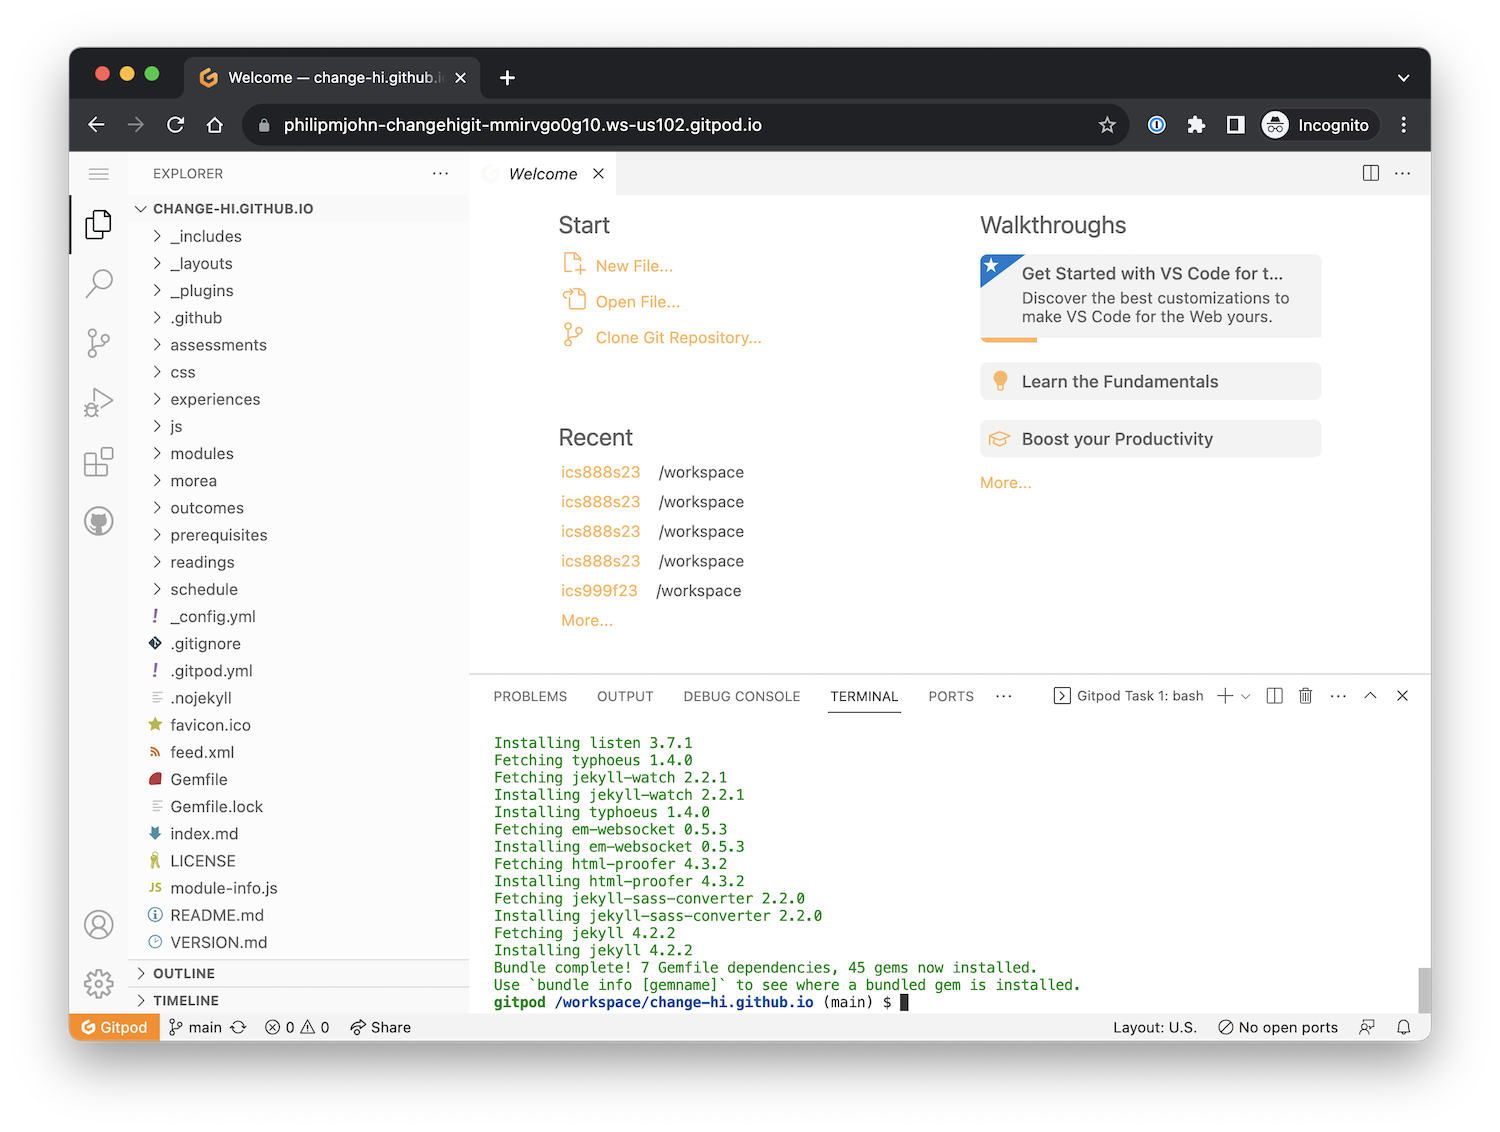 Welcome — change-hi.github.i
philipmjohn-changehigit-mmirvgo0g10.ws-us102.gitpod.io
Incognito
EXPLORER
CHANGE-HI.GITHUB.IO
_includes
_layouts
_plugins
.github
assessments
css
experiences
js
modules
morea
outcomes
prerequisites
readings
schedule
! _config.yml
.gitignore
! .gitpod.yml
.nojekyll
favicon.ico
feed.xml
Gemfile
Gemfile.lock
index.md
LICENSE
JS module-info.js
README.md
VERSION.md
OUTLINE
TIMELINE
Welcome
Start
New File...
Open File...
Clone Git Repository...
Recent
ics888s23 /workspace
ics888s23 /workspace
ics888s23 /workspace
ics888s23 /workspace
ics999f23 /workspace
More...
Walkthroughs
Get Started with VS Code for t...
Discover the best customizations to
make VS Code for the Web yours.
Learn the Fundamentals
Boost your Productivity
More...
PROBLEMS OUTPUT DEBUG CONSOLE TERMINAL PORTS ··· Gitpod Task 1: bash
Installing listen 3.7.1
Fetching typhoeus 1.4.0
Fetching jekyll-watch 2.2.1
Installing jekyll-watch 2.2.1
Installing typhoeus 1.4.0
Fetching em-websocket 0.5.3
Installing em-websocket 0.5.3
Fetching html-proofer 4.3.2
Installing html-proofer 4.3.2
Fetching jekyll-sass-converter 2.2.0
Installing jekyll-sass-converter 2.2.0
Fetching jekyll 4.2.2
Installing jekyll 4.2.2
Bundle complete! 7 Gemfile dependencies, 45 gems now installed.
Use `bundle info [gemname]` to see where a bundled gem is installed.
gitpod /workspace/change-hi.github.io (main) $
Gitpod main 0 0 Share Layout: U.S. No open ports